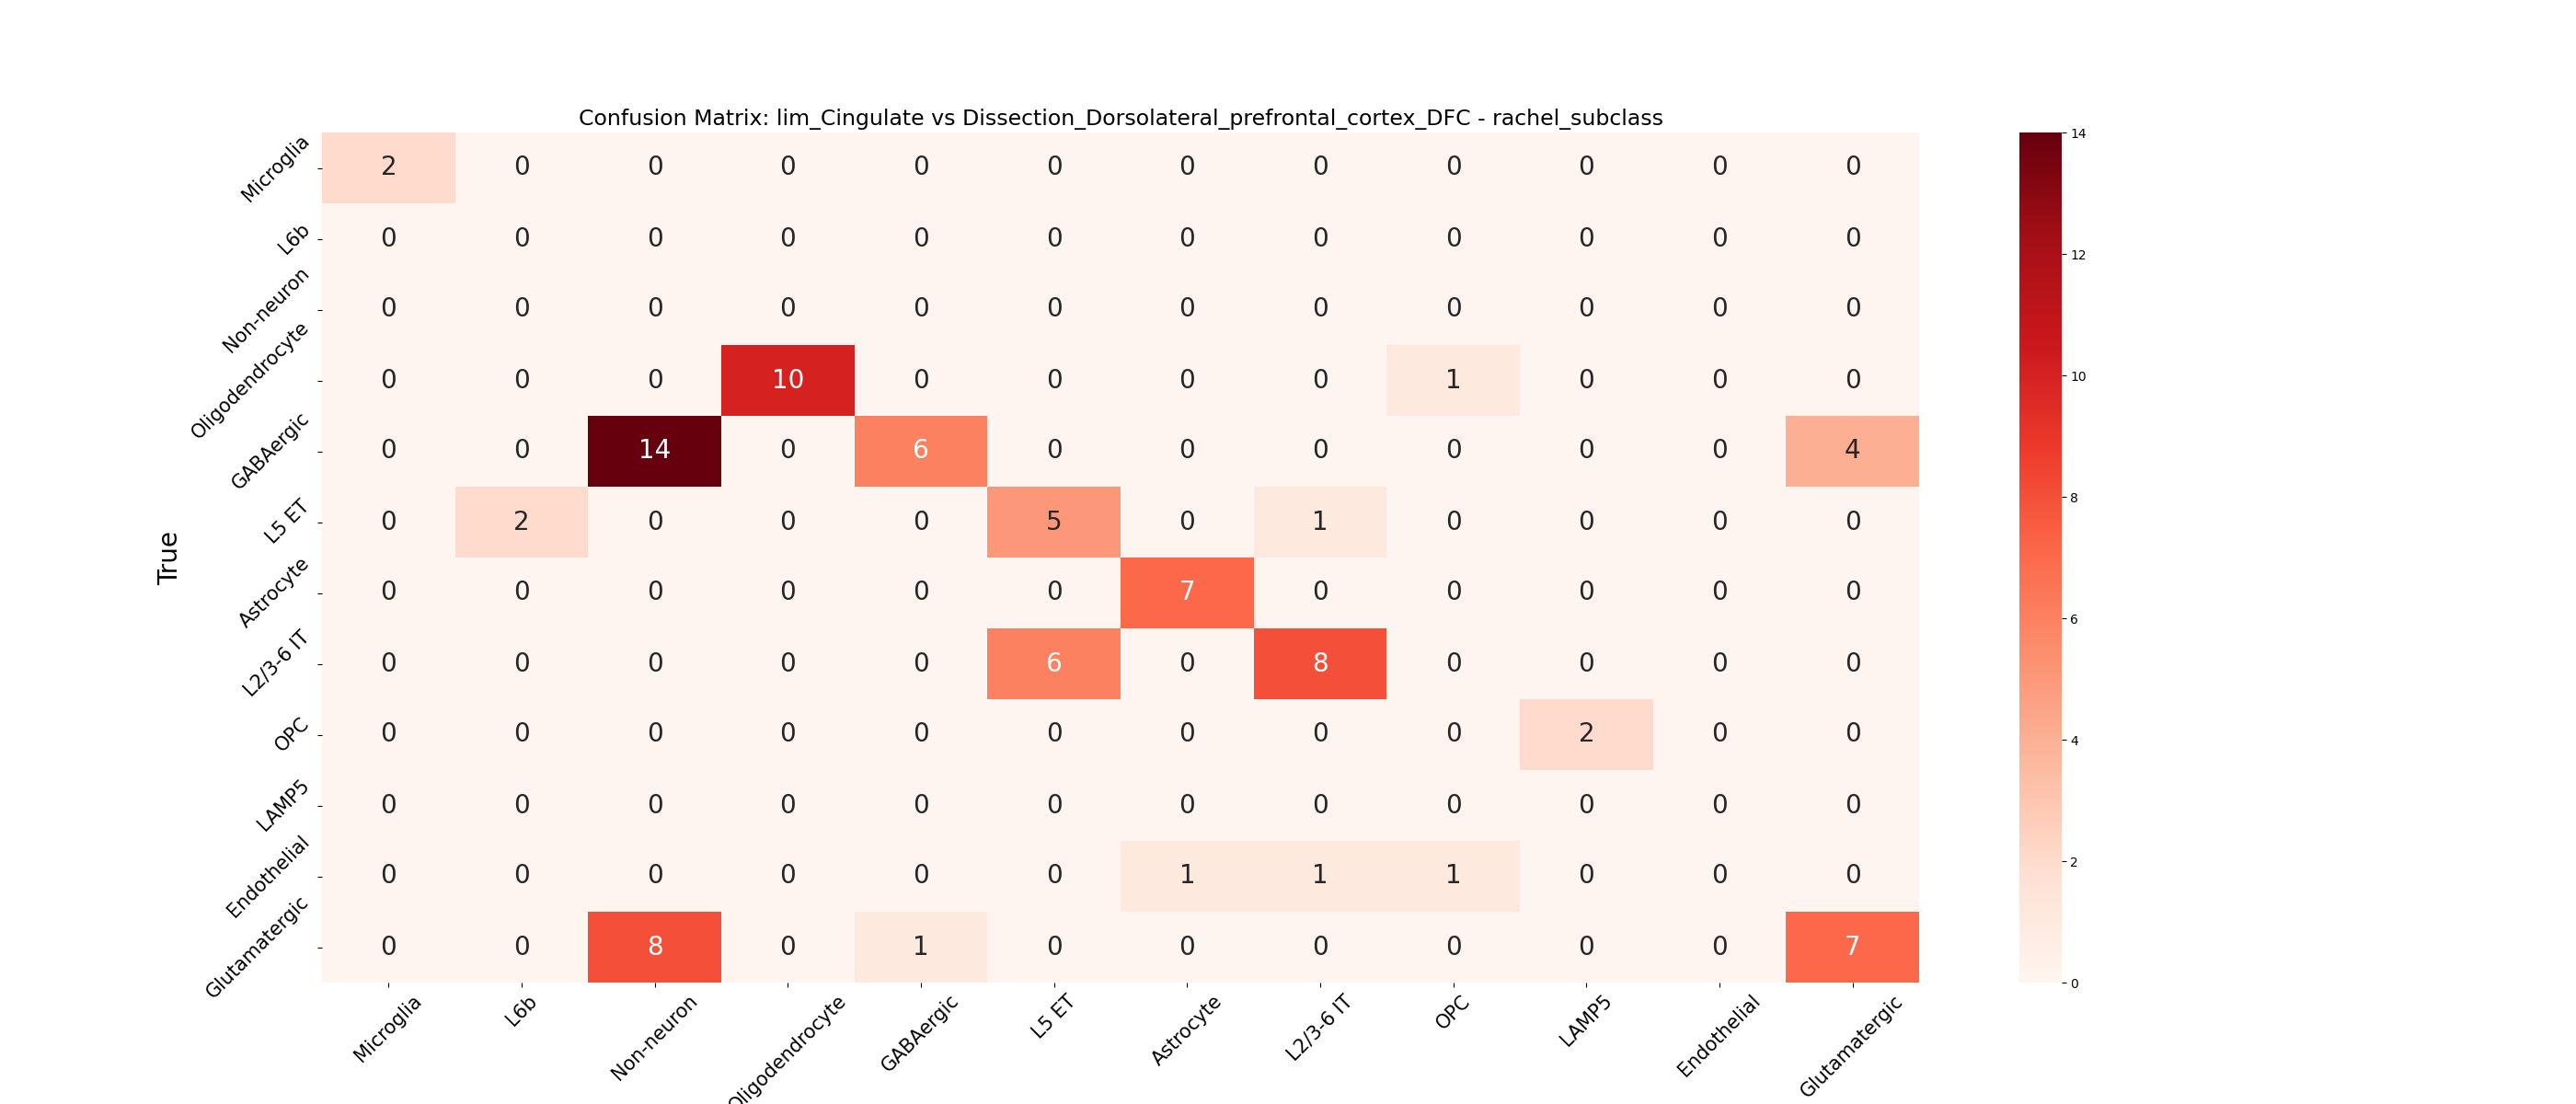 Confusion Matrix: lim_Cingulate vs Dissection_Dorsolateral_prefrontal_cortex_DFC - rachel_subclass
True
Microglia 2 0 0 0 0 0 0 0 0 0 0 0
L6b 0 0 0 0 0 0 0 0 0 0 0 0
Non-neuron 0 0 0 0 0 0 0 0 0 0 0 0
Oligodendrocyte 0 0 0 10 0 0 0 0 1 0 0 0
GABAergic 0 0 14 0 6 0 0 0 0 0 0 4
L5 ET 0 2 0 0 0 5 0 1 0 0 0 0
Astrocyte 0 0 0 0 0 0 7 0 0 0 0 0
L2/3-6 IT 0 0 0 0 0 6 0 8 0 0 0 0
OPC 0 0 0 0 0 0 0 0 0 2 0 0
LAMP5 0 0 0 0 0 0 0 0 0 0 0 0
Endothelial 0 0 0 0 0 0 1 1 1 0 0 0
Glutamatergic 0 0 8 0 1 0 0 0 0 0 0 7
Microglia L6b Non-neuron Oligodendrocyte GABAergic L5 ET Astrocyte L2/3-6 IT OPC LAMP5 Endothelial Glutamatergic
14
12
10
8
6
4
2
0